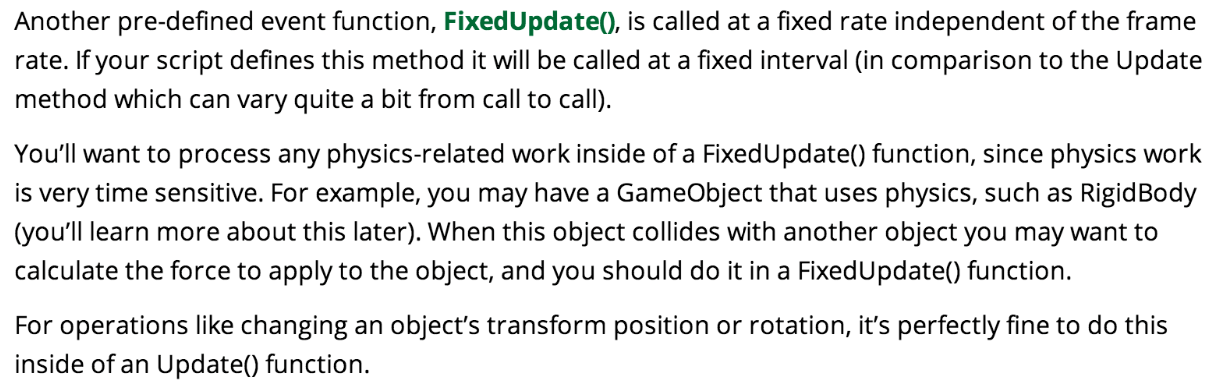 Another pre-defined event function, FixedUpdate(), is called at a fixed rate independent of the frame
rate. If your script defines this method it will be called at a fixed interval (in comparison to the Update
method which can vary quite a bit from call to call).
You’ll want to process any physics-related work inside of a FixedUpdate() function, since physics work
is very time sensitive. For example, you may have a GameObject that uses physics, such as RigidBody
(you’ll learn more about this later). When this object collides with another object you may want to
calculate the force to apply to the object, and you should do it in a FixedUpdate() function.
For operations like changing an object’s transform position or rotation, it’s perfectly fine to do this
inside of an Update() function.